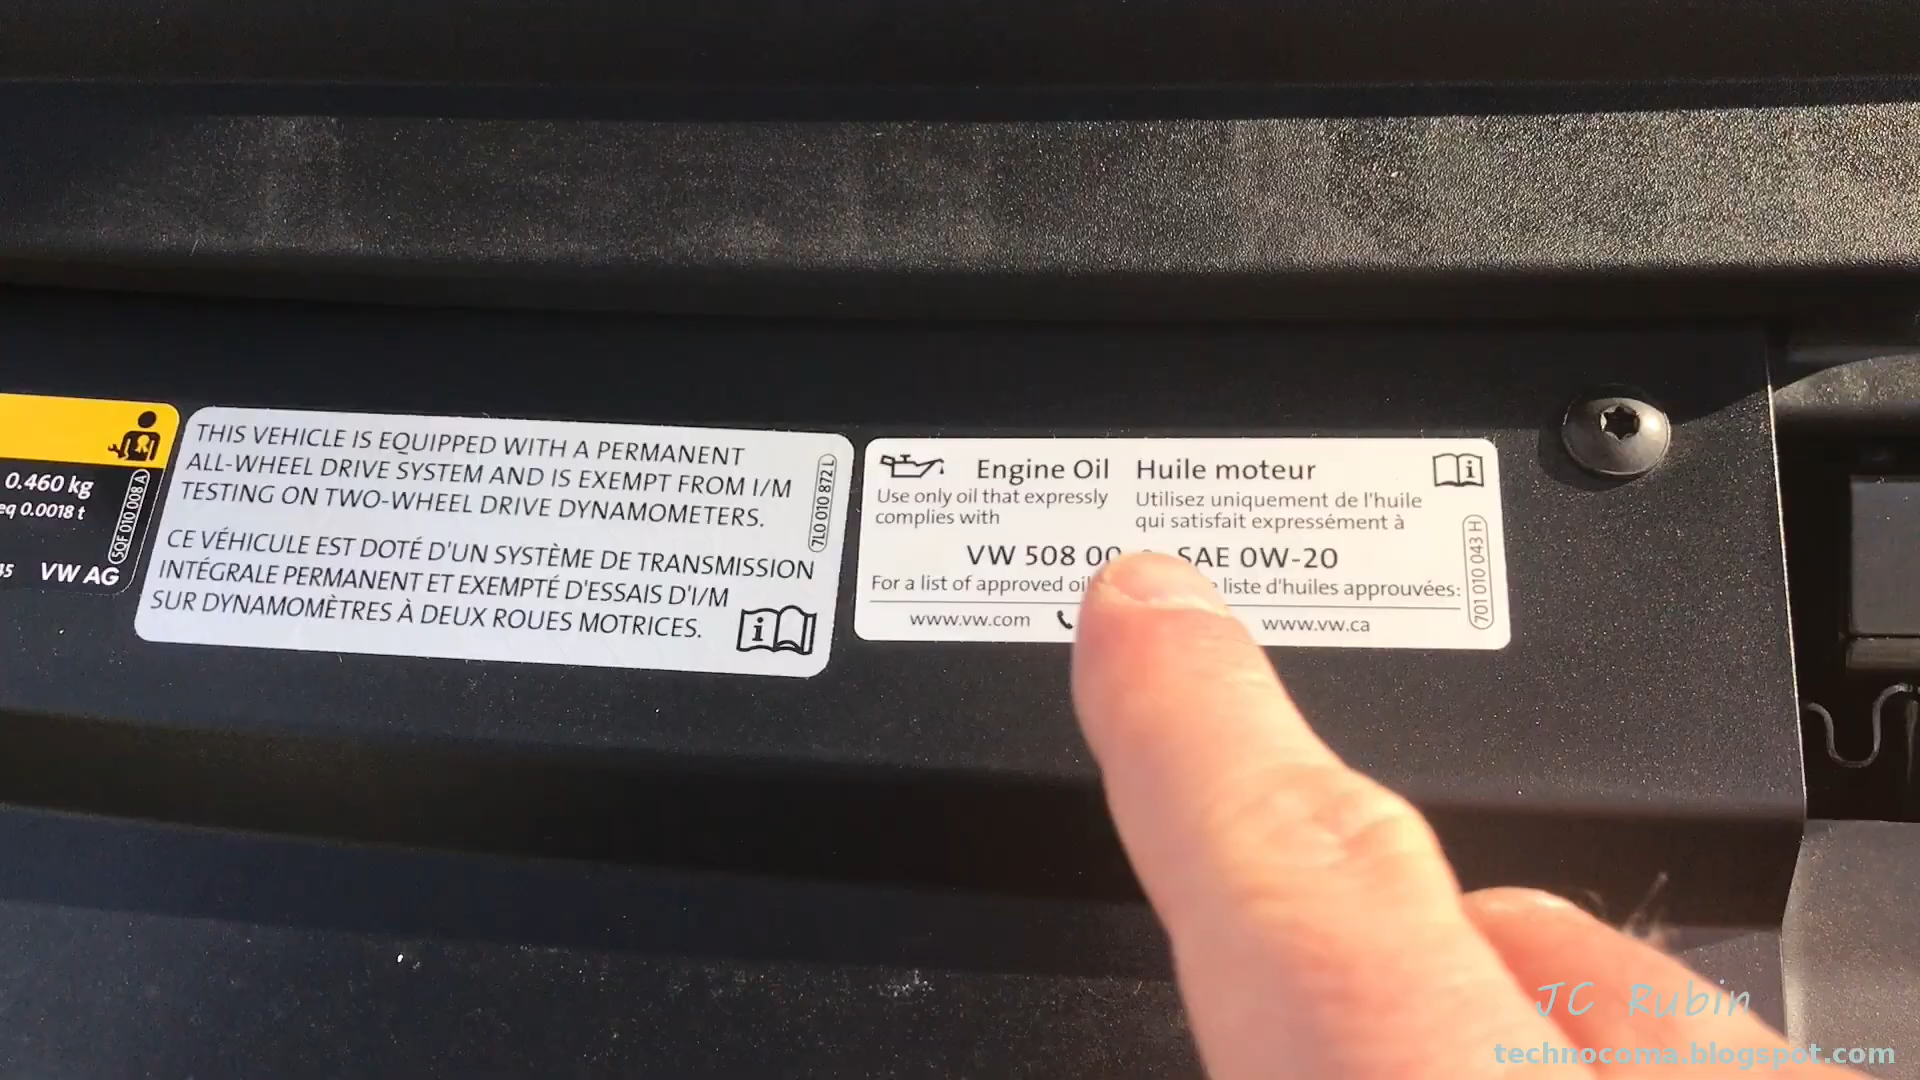 0.460 kg
eq 0.0018 t
45 VW AG
5QF 010 008 A
THIS VEHICLE IS EQUIPPED WITH A PERMANENT
ALL-WHEEL DRIVE SYSTEM AND IS EXEMPT FROM I/M
TESTING ON TWO-WHEEL DRIVE DYNAMOMETERS.
CE VÉHICULE EST DOTÉ D'UN SYSTÈME DE TRANSMISSION
INTÉGRALE PERMANENT ET EXEMPTÉ D'ESSAIS D'I/M
SUR DYNAMOMÈTRES À DEUX ROUES MOTRICES.
7L0 010 872 L
Engine Oil
Use only oil that expressly
complies with
Huile moteur
Utilisez uniquement de l'huile
qui satisfait expressément à
VW 508 00 SAE 0W-20
For a list of approved oil liste d'huiles approuvées:
www.vw.com www.vw.ca
701 010 043 H
JC Rubin
technocoma.blogspot.com